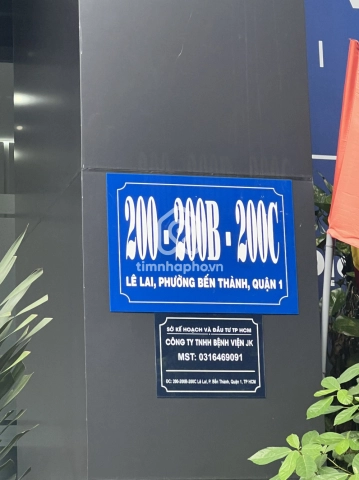 200-200B-200C
timnhapho.vn
LÊ LAI, PHƯỜNG BẾN THÀNH, QUẬN 1
SỞ KẾ HOẠCH VÀ ĐẦU TƯ TP HCM
CÔNG TY TNHH BỆNH VIỆN JK
MST: 0316469091
ĐC: 200-200B-200C Lê Lai, P. Bến Thành, Quận 1, TP HCM